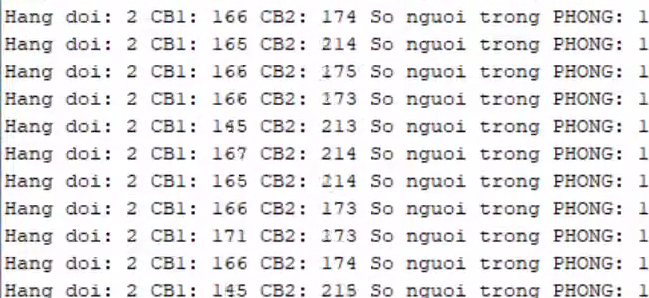 Hang doi: 2 CB1: 166 CB2: 174 So nguoi trong PHONG: 1
Hang doi: 2 CB1: 165 CB2: 214 So nguoi trong PHONG: 1
Hang doi: 2 CB1: 166 CB2: 175 So nguoi trong PHONG: 1
Hang doi: 2 CB1: 166 CB2: 173 So nguoi trong PHONG: 1
Hang doi: 2 CB1: 145 CB2: 213 So nguoi trong PHONG: 1
Hang doi: 2 CB1: 167 CB2: 214 So nguoi trong PHONG: 1
Hang doi: 2 CB1: 165 CB2: 214 So nguoi trong PHONG: 1
Hang doi: 2 CB1: 166 CB2: 173 So nguoi trong PHONG: 1
Hang doi: 2 CB1: 171 CB2: 173 So nguoi trong PHONG: 1
Hang doi: 2 CB1: 166 CB2: 174 So nguoi trong PHONG: 1
Hang doi: 2 CB1: 145 CB2: 215 So nguoi trong PHONG: 1